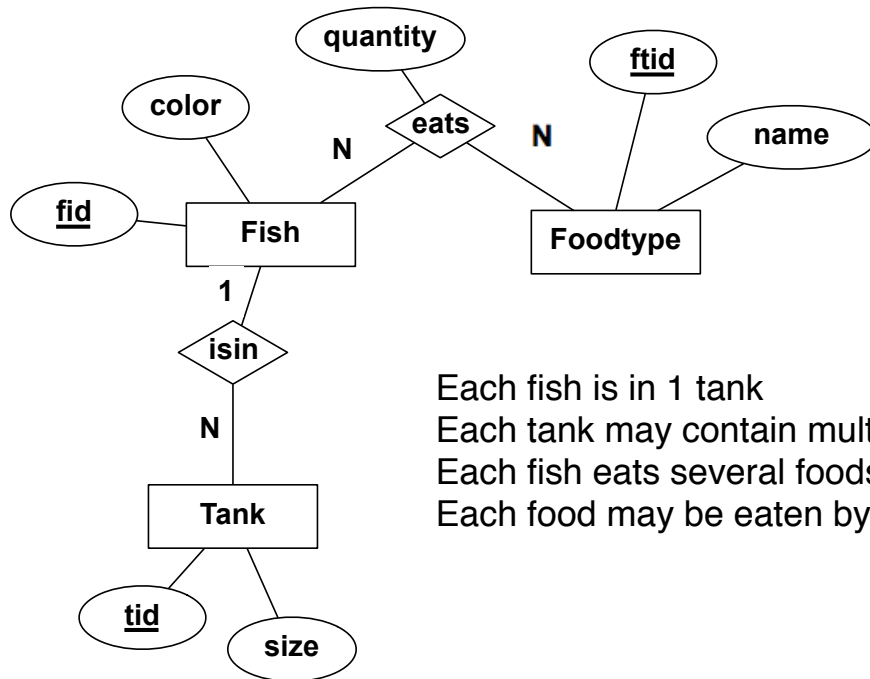 quantity
ftid
color
eats
name
N
N
fid
Fish
Foodtype
1
isin
Each fish is in 1 tank
Each tank may contain
N
Each fish eats several foods
Tank
Each food may be eaten by
tid
size